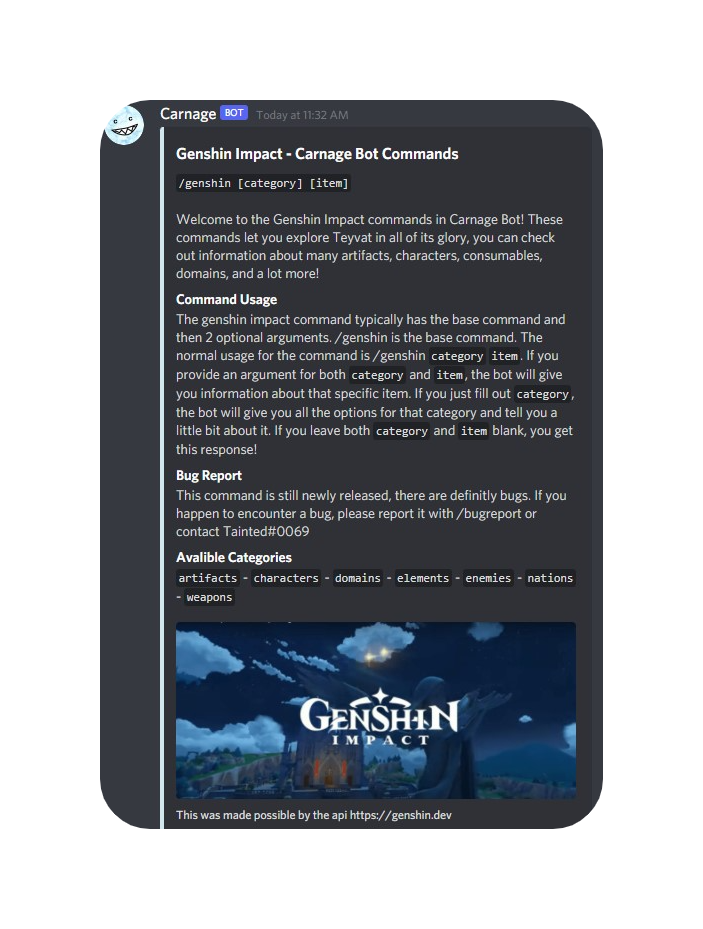 Carnage BOT Today at 11:32 AM
Genshin Impact - Carnage Bot Commands
/genshin [category] [item]
Welcome to the Genshin Impact commands in Carnage Bot! These
commands let you explore Teyvat in all of its glory, you can check
out information about many artifacts, characters, consumables,
domains, and a lot more!
Command Usage
The genshin impact command typically has the base command and
then 2 optional arguments. /genshin is the base command. The
normal usage for the command is /genshin category item. If you
provide an argument for both category and item, the bot will give
you information about that specific item. If you just fill out category,
the bot will give you all the options for that category and tell you a
little bit about it. If you leave both category and item blank, you get
this response!
Bug Report
This command is still newly released, there are definitly bugs. If you
happen to encounter a bug, please report it with /bugreport or
contact Tainted#0069
Avalible Categories
artifacts - characters - domains - elements - enemies - nations
- weapons
GENSHIN
IMPACT
This was made possible by the api https://genshin.dev